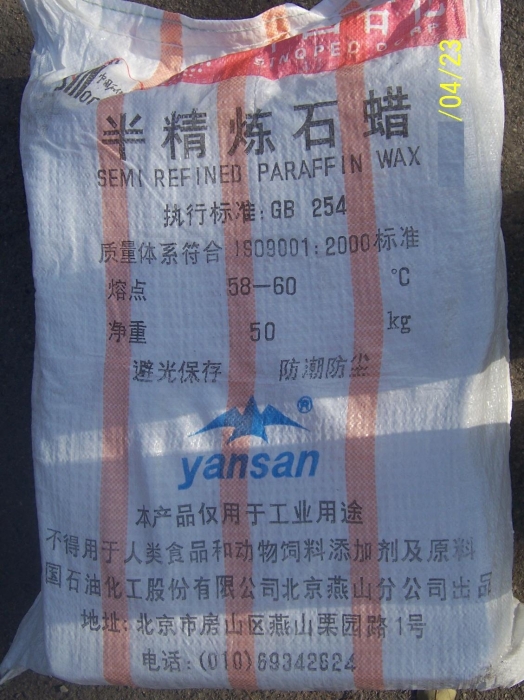 /04/23
半精炼石蜡
SEMI REFINED PARAFFIN WAX
执行标准: GB 254
质量体系符合 ISO9001: 2000标准
熔点 58—60 ℃
净重 50 kg
避光保存 防潮防尘
®
yansan
本产品仅用于工业用途
不得用于人类食品和动物饲料添加剂及原料
国石油化工股份有限公司北京燕山分公司出品
地址: 北京市房山区燕山栗园路1号
电话: (010) 69342624